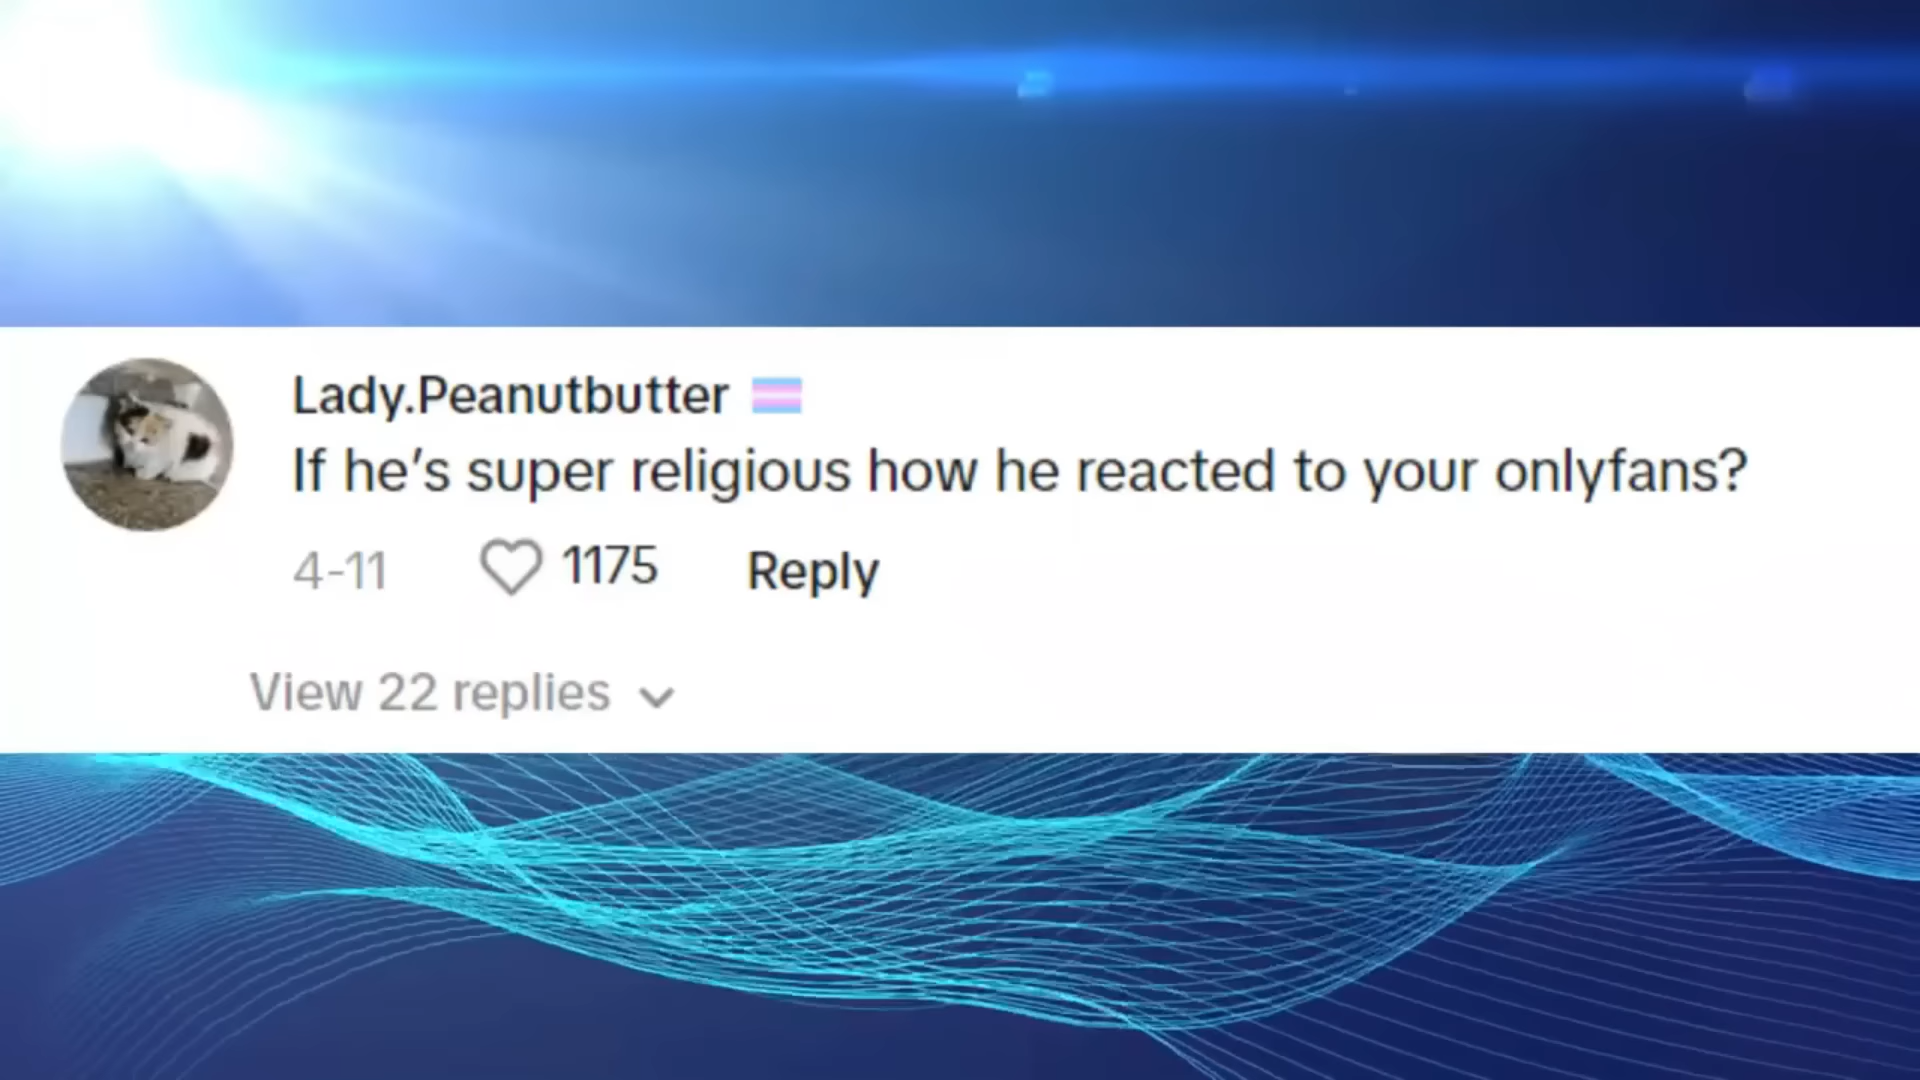 Lady.Peanutbutter
If he's super religious how he reacted to your onlyfans?
4-11 1175 Reply
View 22 replies